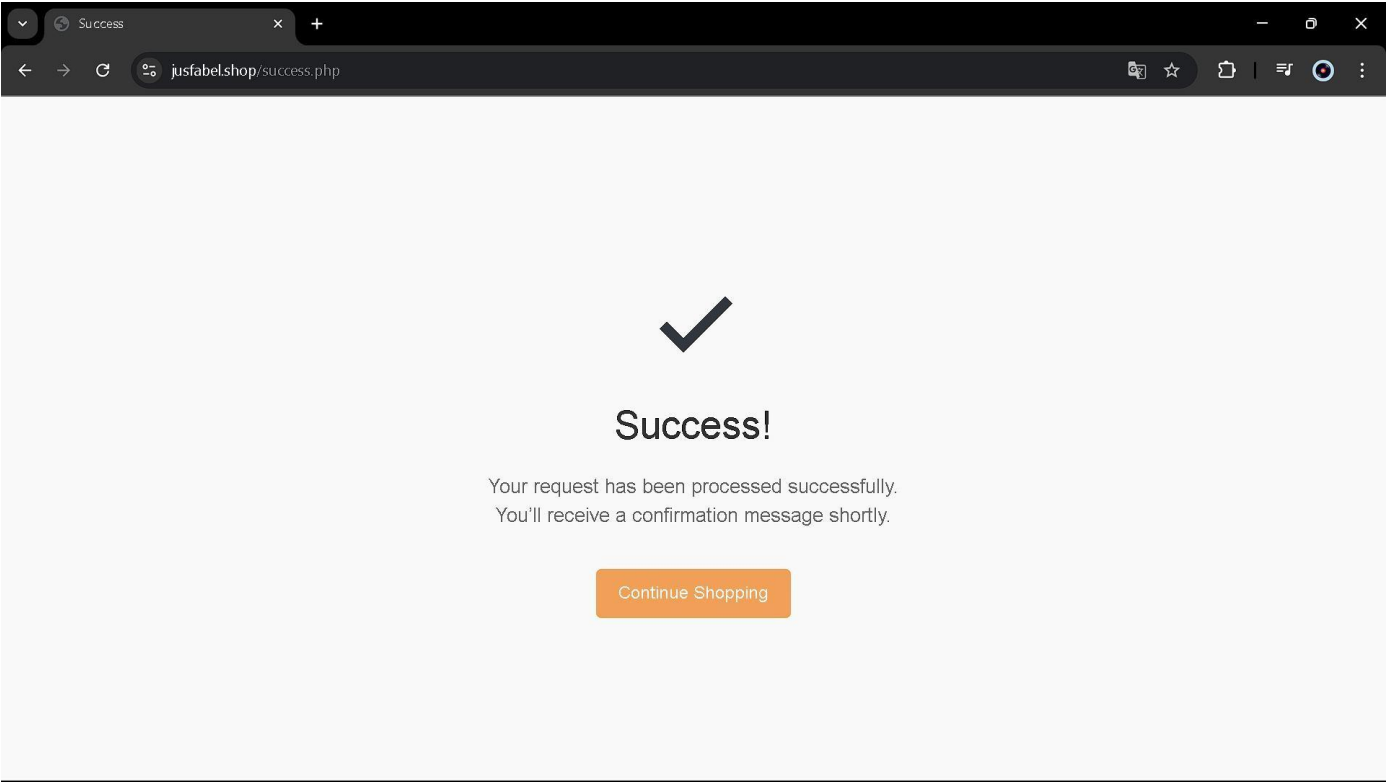 Success
jusfabel.shop/success.php
Success!
Your request has been processed successfully.
You'll receive a confirmation message shortly.
Continue Shopping